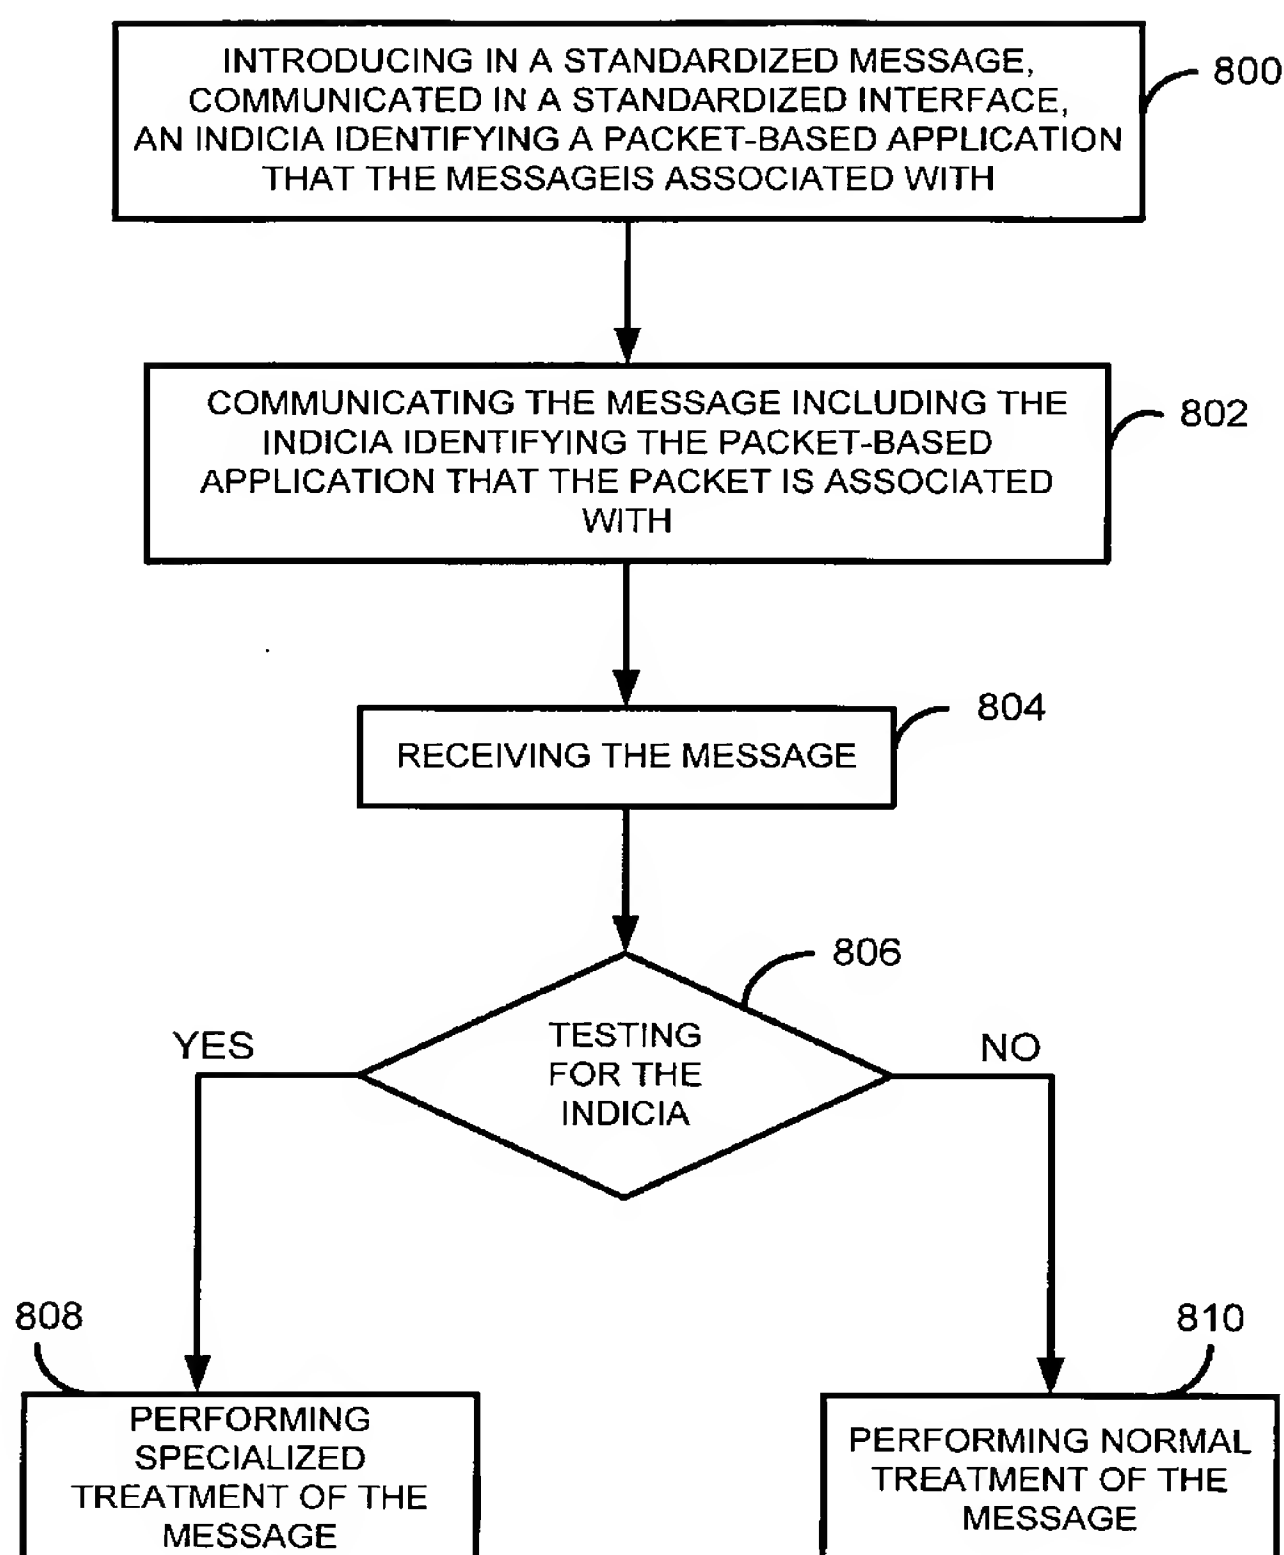 INTRODUCING IN A STANDARDIZED MESSAGE,
COMMUNICATED IN A STANDARDIZED INTERFACE,
AN INDICIA IDENTIFYING A PACKET-BASED APPLICATION
THAT THE MESSAGEIS ASSOCIATED WITH
800
COMMUNICATING THE MESSAGE INCLUDING THE
INDICIA IDENTIFYING THE PACKET-BASED
APPLICATION THAT THE PACKET IS ASSOCIATED
WITH
802
RECEIVING THE MESSAGE
804
TESTING
FOR THE
INDICIA
806
YES
NO
808
PERFORMING
SPECIALIZED
TREATMENT OF THE
MESSAGE
810
PERFORMING NORMAL
TREATMENT OF THE
MESSAGE